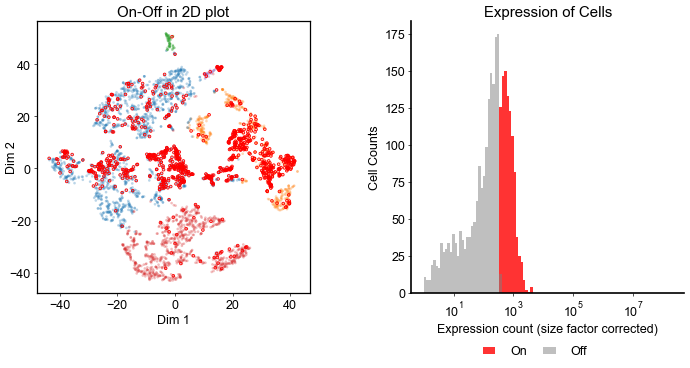 On-Off in 2D plot
Dim 2
40
20
0
−20
−40
−40 −20 0 20 40
Dim 1
Expression of Cells
Cell Counts
175
150
125
100
75
50
25
0
10^1 10^3 10^5 10^7
Expression count (size factor corrected)
On Off